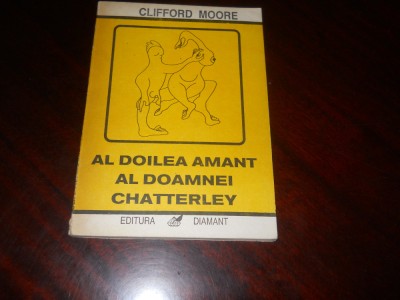 CLIFFORD MOORE
AL DOILEA AMANT
AL DOAMNEI
CHATTERLEY
EDITURA DIAMANT